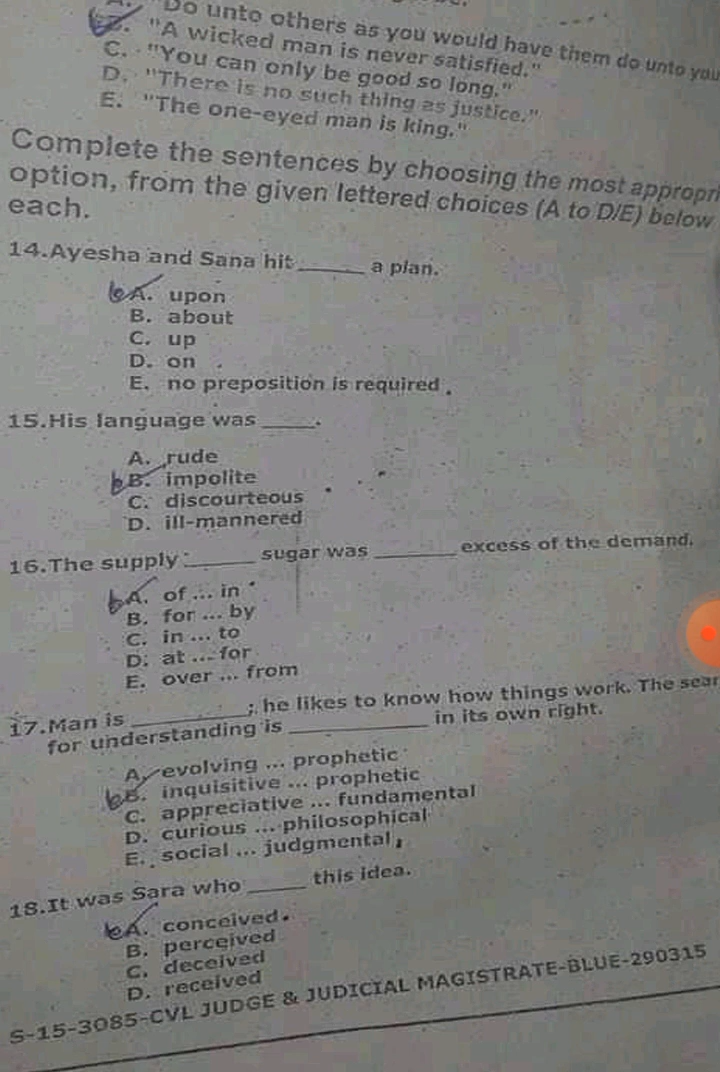 A. "Do unto others as you would have them do unto you
B. "A wicked man is never satisfied."
C. "You can only be good so long."
D. "There is no such thing as justice."
E. "The one-eyed man is king."
Complete the sentences by choosing the most appropri
option, from the given lettered choices (A to D/E) below
each.
14.Ayesha and Sana hit ______ a plan.
A. upon
B. about
C. up
D. on
E. no preposition is required.
15.His language was _____.
A. rude
B. impolite
C. discourteous
D. ill-mannered
16.The supply ______ sugar was _______ excess of the demand.
A. of ... in
B. for ... by
C. in ... to
D. at ... for
E. over ... from
17.Man is __________; he likes to know how things work. The sear
for understanding is ____________ in its own right.
A. evolving ... prophetic
B. inquisitive ... prophetic
C. appreciative ... fundamental
D. curious ... philosophical
E. social ... judgmental
18.It was Sara who _____ this idea.
A. conceived
B. perceived
C. deceived
D. received
S-15-3085-CVL JUDGE & JUDICIAL MAGISTRATE-BLUE-290315